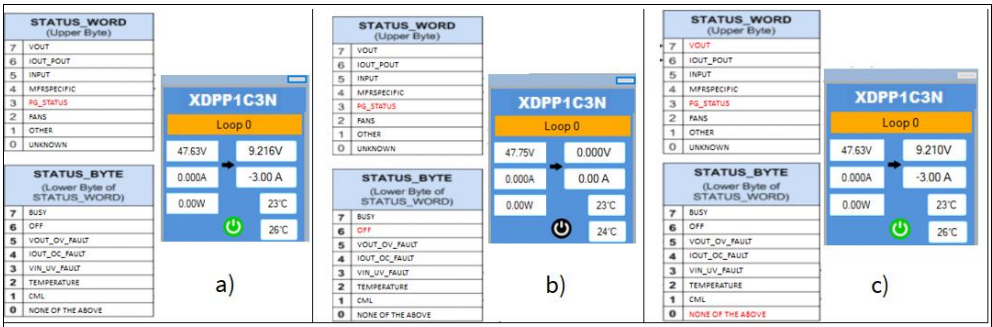 STATUS_WORD
(Upper Byte)
7 VOUT
6 IOUT_POUT
5 INPUT
4 MFRSPECIFIC
3 PG_STATUS
2 FANS
1 OTHER
0 UNKNOWN
STATUS_BYTE
(Lower Byte of
STATUS_WORD)
7 BUSY
6 OFF
5 VOUT_OV_FAULT
4 IOUT_OC_FAULT
3 VIN_UV_FAULT
2 TEMPERATURE
1 CML
0 NONE OF THE ABOVE
XDPP1C3N
Loop 0
47.63V 9.216V
0.000A -3.00 A
0.00W 23°C
26°C
a)
STATUS_WORD
(Upper Byte)
7 VOUT
6 IOUT_POUT
5 INPUT
4 MFRSPECIFIC
3 PG_STATUS
2 FANS
1 OTHER
0 UNKNOWN
STATUS_BYTE
(Lower Byte of
STATUS_WORD)
7 BUSY
6 OFF
5 VOUT_OV_FAULT
4 IOUT_OC_FAULT
3 VIN_UV_FAULT
2 TEMPERATURE
1 CML
0 NONE OF THE ABOVE
XDPP1C3N
Loop 0
47.75V 0.000V
0.000A 0.00 A
0.00W 23°C
24°C
b)
STATUS_WORD
(Upper Byte)
7 VOUT
6 IOUT_POUT
5 INPUT
4 MFRSPECIFIC
3 PG_STATUS
2 FANS
1 OTHER
0 UNKNOWN
STATUS_BYTE
(Lower Byte of
STATUS_WORD)
7 BUSY
6 OFF
5 VOUT_OV_FAULT
4 IOUT_OC_FAULT
3 VIN_UV_FAULT
2 TEMPERATURE
1 CML
0 NONE OF THE ABOVE
XDPP1C3N
Loop 0
47.63V 9.210V
0.000A -3.00 A
0.00W 23°C
26°C
c)